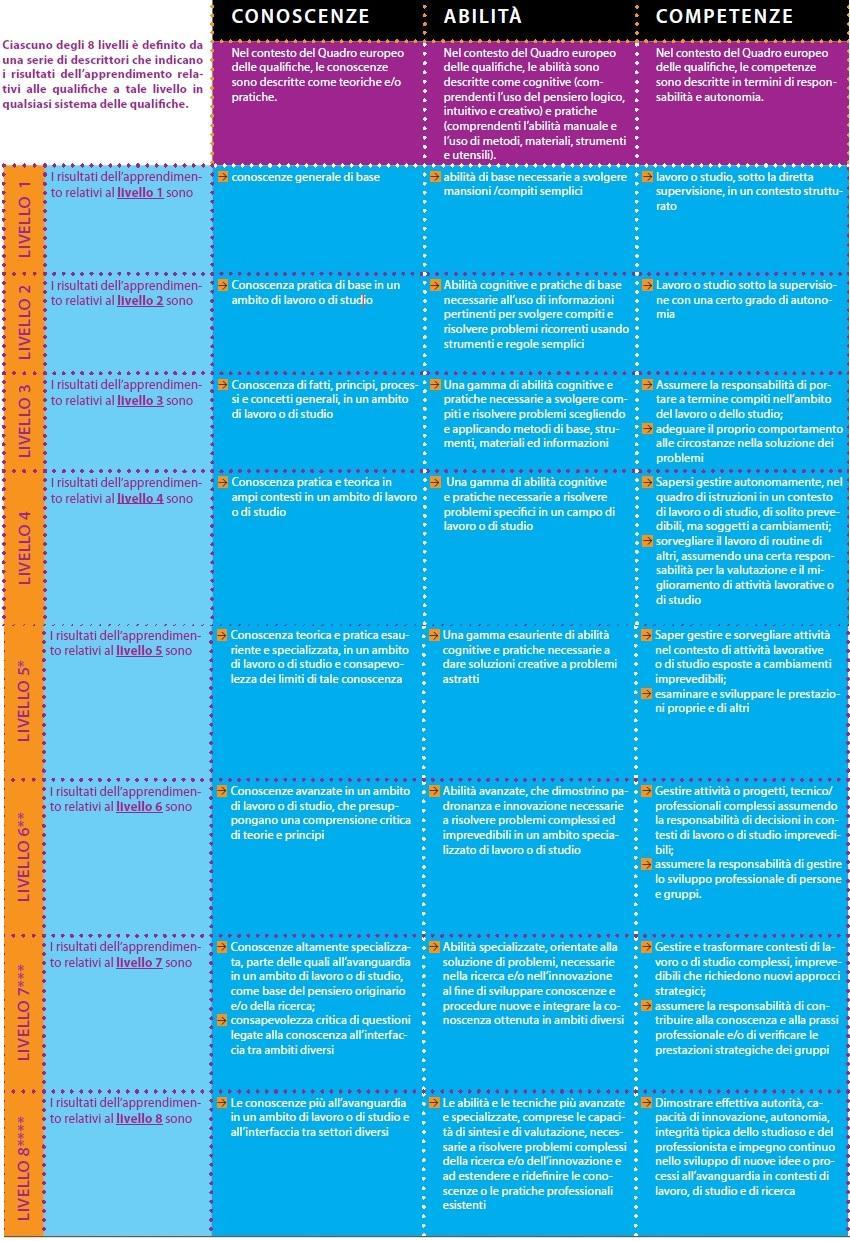 CONOSCENZE
ABILITÀ
COMPETENZE
Ciascuno degli 8 livelli è definito da
una serie di descrittori che indicano
i risultati dell'apprendimento rela-
tivi alle qualifiche a tale livello in
qualsiasi sistema delle qualifiche.
Nel contesto del Quadro europeo
delle qualifiche, le conoscenze
sono descritte come teoriche e/o
pratiche.
Nel contesto del Quadro europeo
delle qualifiche, le abilità sono
descritte come cognitive (com-
prendenti l'uso del pensiero logico,
intuitivo e creativo) e pratiche
(comprendenti l'abilità manuale e
l'uso di metodi, materiali, strumenti
e utensili).
Nel contesto del Quadro europeo
delle qualifiche, le competenze
sono descritte in termini di respon-
sabilità e autonomia.
LIVELLO 1
I risultati dell'apprendimen-
to relativi al livello 1 sono
conoscenze generale di base
abilità di base necessarie a svolgere
mansioni /compiti semplici
lavoro o studio, sotto la diretta
supervisione, in un contesto struttu-
rato
LIVELLO 2
I risultati dell'apprendimen-
to relativi al livello 2 sono
Conoscenza pratica di base in un
ambito di lavoro o di studio
Abilità cognitive e pratiche di base
necessarie all'uso di informazioni
pertinenti per svolgere compiti e
risolvere problemi ricorrenti usando
strumenti e regole semplici
Lavoro o studio sotto la supervisio-
ne con una certo grado di autono-
mia
LIVELLO 3
I risultati dell'apprendimen-
to relativi al livello 3 sono
Conoscenza di fatti, principi, proces-
si e concetti generali, in un ambito
di lavoro o di studio
Una gamma di abilità cognitive e
pratiche necessarie a svolgere com-
piti e risolvere problemi scegliendo
e applicando metodi di base, stru-
menti, materiali ed informazioni
Assumere la responsabilità di por-
tare a termine compiti nell'ambito
del lavoro o dello studio;
adeguare il proprio comportamento
alle circostanze nella soluzione dei
problemi
LIVELLO 4
I risultati dell'apprendimen-
to relativi al livello 4 sono
Conoscenza pratica e teorica in
ampi contesti in un ambito di lavoro
o di studio
Una gamma di abilità cognitive
e pratiche necessarie a risolvere
problemi specifici in un campo di
lavoro o di studio
Sapersi gestire autonomamente, nel
quadro di istruzioni in un contesto
di lavoro o di studio, di solito preve-
dibili, ma soggetti a cambiamenti;
sorvegliare il lavoro di routine di
altri, assumendo una certa respon-
sabilità per la valutazione e il mi-
glioramento di attività lavorative o
di studio
LIVELLO 5*
I risultati dell'apprendimen-
to relativi al livello 5 sono
Conoscenza teorica e pratica esau-
riente e specializzata, in un ambito
di lavoro o di studio e consapevo-
lezza dei limiti di tale conoscenza
Una gamma esauriente di abilità
cognitive e pratiche necessarie a
dare soluzioni creative a problemi
astratti
Saper gestire e sorvegliare attività
nel contesto di attività lavorative
o di studio esposte a cambiamenti
imprevedibili;
esaminare e sviluppare le prestazio-
ni proprie e di altri
LIVELLO 6**
I risultati dell'apprendimen-
to relativi al livello 6 sono
Conoscenze avanzate in un ambito
di lavoro o di studio, che presup-
pongano una comprensione critica
di teorie e principi
Abilità avanzate, che dimostrino pa-
dronanza e innovazione necessarie
a risolvere problemi complessi ed
imprevedibili in un ambito specia-
lizzato di lavoro o di studio
Gestire attività o progetti, tecnico/
professionali complessi assumendo
la responsabilità di decisioni in con-
testi di lavoro o di studio imprevedi-
bili;
assumere la responsabilità di gestire
lo sviluppo professionale di persone
e gruppi.
LIVELLO 7***
I risultati dell'apprendimen-
to relativi al livello 7 sono
Conoscenze altamente specializza-
ta, parte delle quali all'avanguardia
in un ambito di lavoro o di studio,
come base del pensiero originario
e/o della ricerca;
consapevolezza critica di questioni
legate alla conoscenza all'interfac-
cia tra ambiti diversi
Abilità specializzate, orientate alla
soluzione di problemi, necessarie
nella ricerca e/o nell'innovazione
al fine di sviluppare conoscenze e
procedure nuove e integrare la co-
noscenza ottenuta in ambiti diversi
Gestire e trasformare contesti di la-
voro o di studio complessi, impreve-
dibili che richiedono nuovi approcci
strategici;
assumere la responsabilità di con-
tribuire alla conoscenza e alla prassi
professionale e/o di verificare le
prestazioni strategiche dei gruppi
LIVELLO 8****
I risultati dell'apprendimen-
to relativi al livello 8 sono
Le conoscenze più all'avanguardia
in un ambito di lavoro o di studio e
all'interfaccia tra settori diversi
Le abilità e le tecniche più avanzate
e specializzate, comprese le capaci-
tà di sintesi e di valutazione, neces-
sarie a risolvere problemi complessi
della ricerca e/o dell'innovazione e
ad estendere e ridefinire le cono-
scenze o le pratiche professionali
esistenti
Dimostrare effettiva autorità, ca-
pacità di innovazione, autonomia,
integrità tipica dello studioso e del
professionista e impegno continuo
nello sviluppo di nuove idee o pro-
cessi all'avanguardia in contesti di
lavoro, di studio e di ricerca